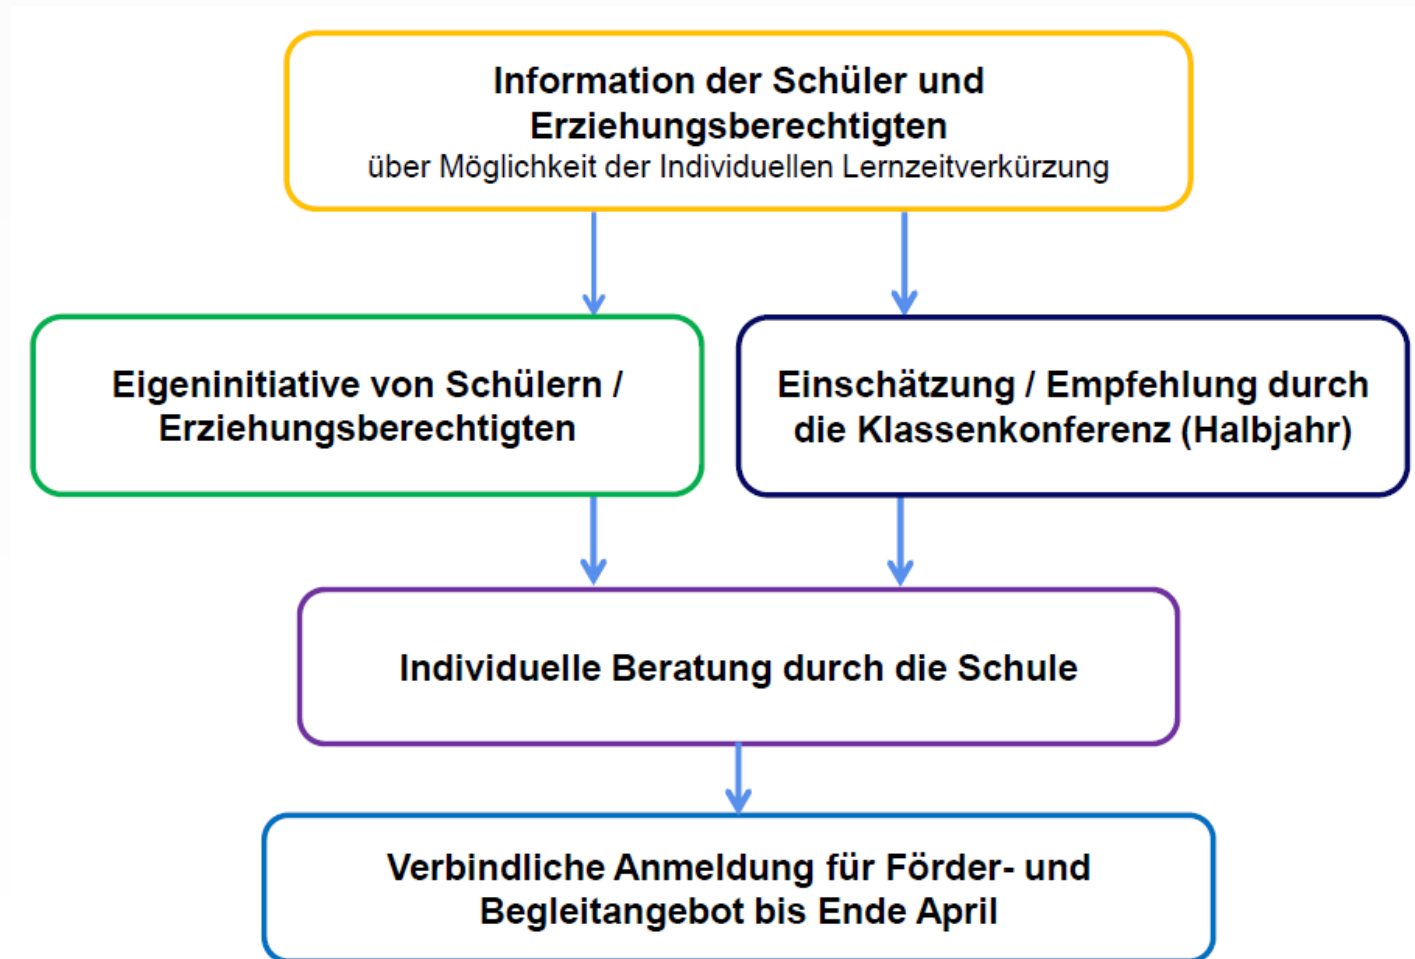 Information der Schüler und
Erziehungsberechtigten
über Möglichkeit der Individuellen Lernzeitverkürzung
Eigeninitiative von Schülern /
Erziehungsberechtigten
Einschätzung / Empfehlung durch
die Klassenkonferenz (Halbjahr)
Individuelle Beratung durch die Schule
Verbindliche Anmeldung für Förder- und
Begleitangebot bis Ende April